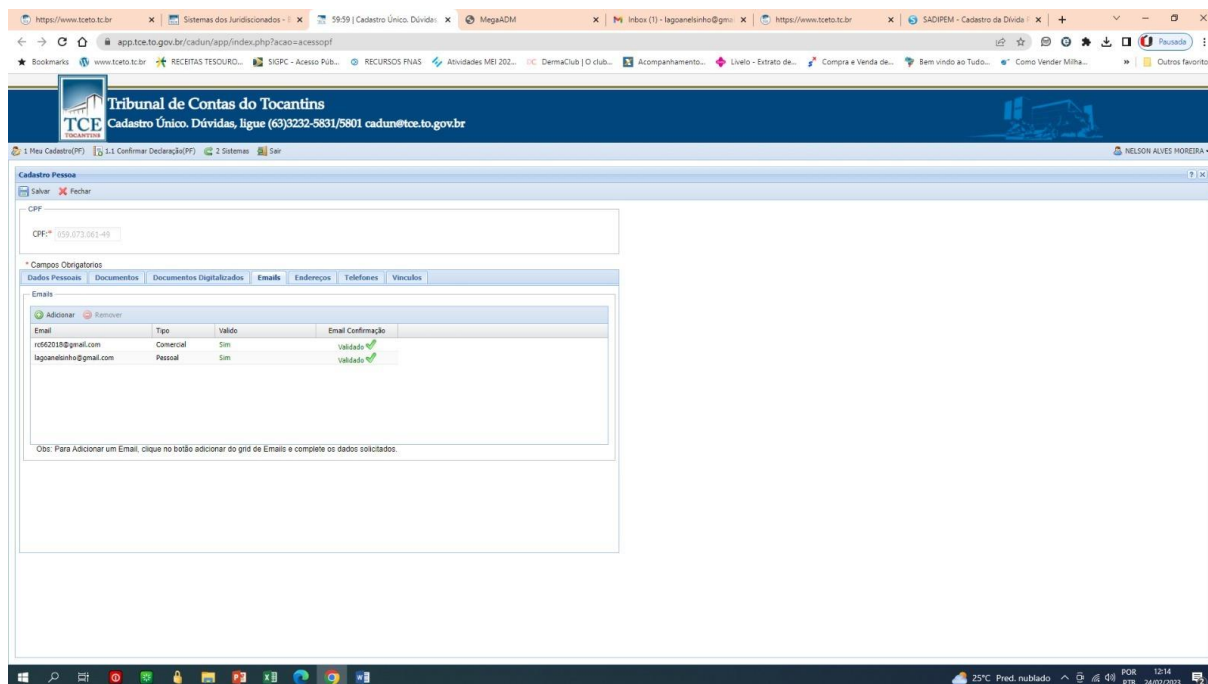 https://www.tceto.tc.br
Sistemas dos Jurisdicionados -
59:59 | Cadastro Único. Dúvidas
MegaADM
Inbox (1) - lagoanelsinho@gmai
https://www.tceto.tc.br
SADIPEM - Cadastro da Dívida
app.tce.to.gov.br/cadun/app/index.php?acao=acessopf
Pausada
Bookmarks www.tceto.tc.br RECEITAS TESOURO... SIGPC - Acesso Púb... RECURSOS FNAS Atividades MEI 202... DermaClub | O club... Acompanhamento... Livelo - Extrato de... Compra e Venda de... Bem vindo ao Tudo... Como Vender Milha... » Outros favorito
Tribunal de Contas do Tocantins
TCE
TOCANTINS
Cadastro Único. Dúvidas, ligue (63)3232-5831/5801 cadun@tce.to.gov.br
1 Meu Cadastro(PF) 1.1 Confirmar Declaração(PF) 2 Sistemas Sair NELSON ALVES MOREIRA
Cadastro Pessoa
Salvar Fechar
CPF
CPF:* 059.073.061-49
* Campos Obrigatorios
Dados Pessoais Documentos Documentos Digitalizados Emails Endereços Telefones Vinculos
Emails
Adicionar Remover
Email Tipo Valido Email Confirmação
rc662018@gmail.com Comercial Sim Validado
lagoanelsinho@gmail.com Pessoal Sim Validado
Obs: Para Adicionar um Email, clique no botão adicionar do grid de Emails e complete os dados solicitados.
25°C Pred. nublado
POR 12:14
PTB 24/02/2023